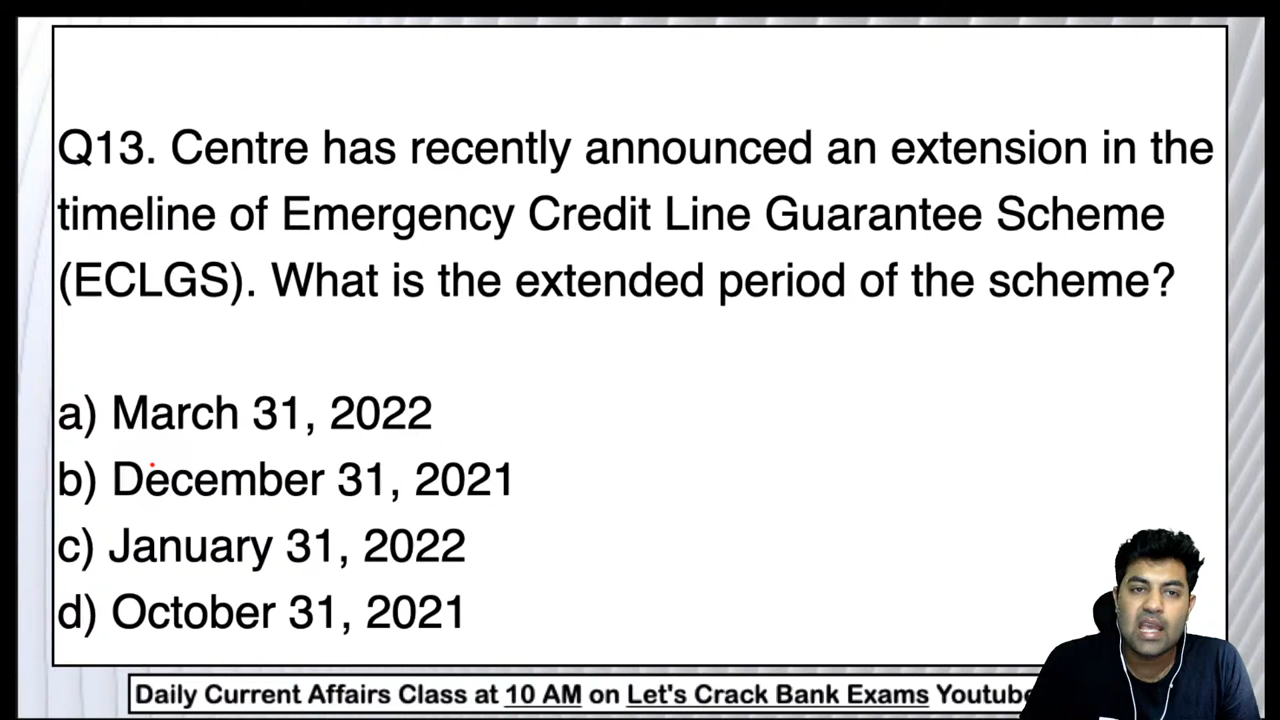 Q13. Centre has recently announced an extension in the
timeline of Emergency Credit Line Guarantee Scheme
(ECLGS). What is the extended period of the scheme?
a) March 31, 2022
b) December 31, 2021
c) January 31, 2022
d) October 31, 2021
Daily Current Affairs Class at 10 AM on Let's Crack Bank Exams Youtube